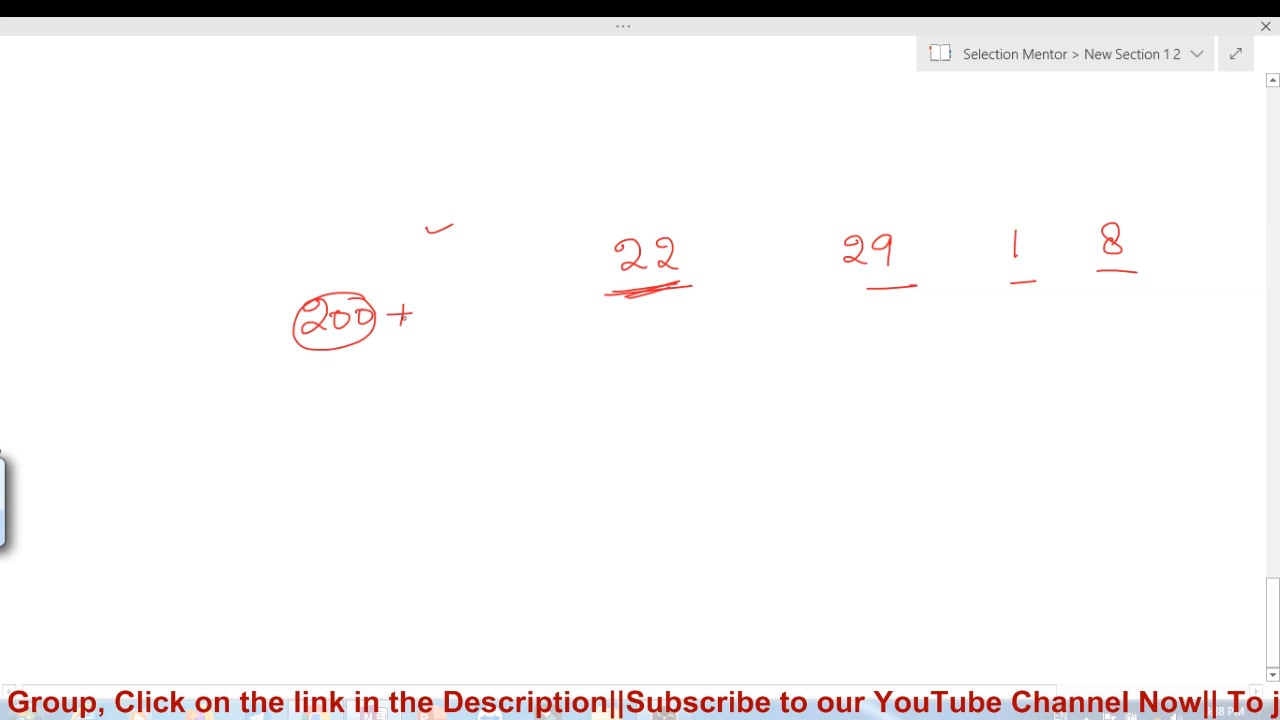 Selection Mentor > New Section 1 2
22 29 1 8
200 +
Group, Click on the link in the Description||Subscribe to our YouTube Channel Now|| To j